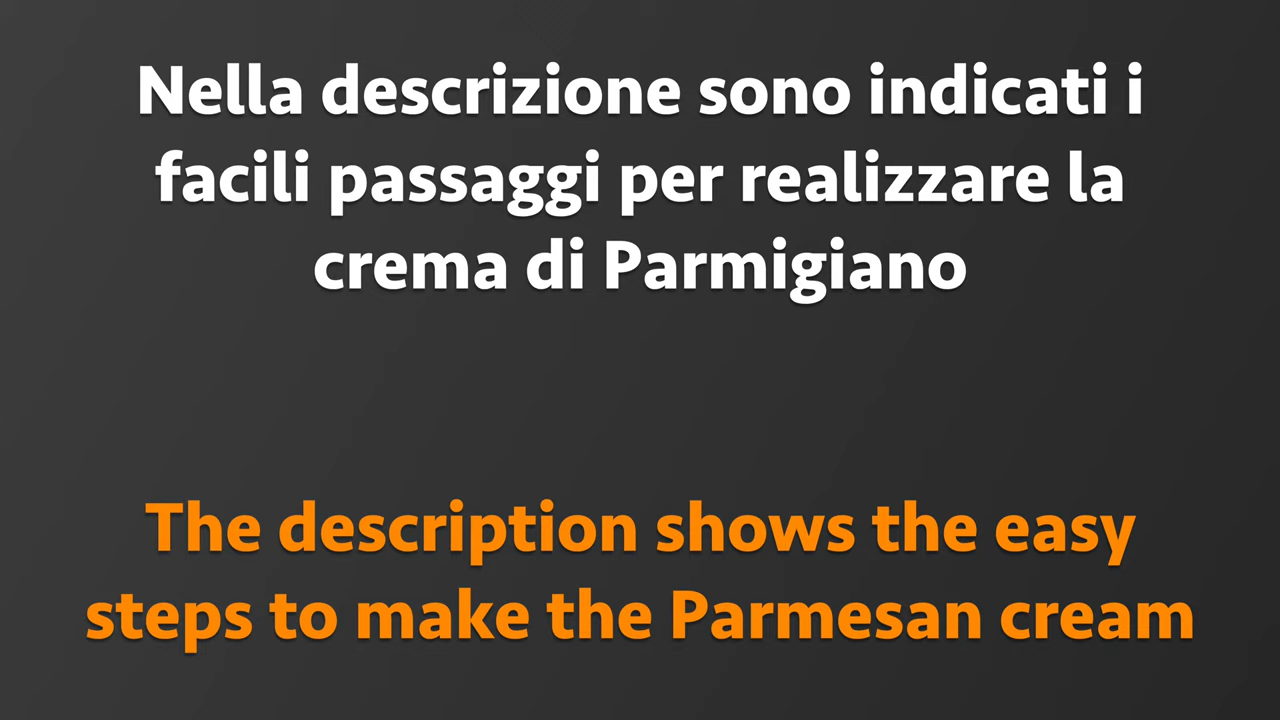 Nella descrizione sono indicati i
facili passaggi per realizzare la
crema di Parmigiano
The description shows the easy
steps to make the Parmesan cream